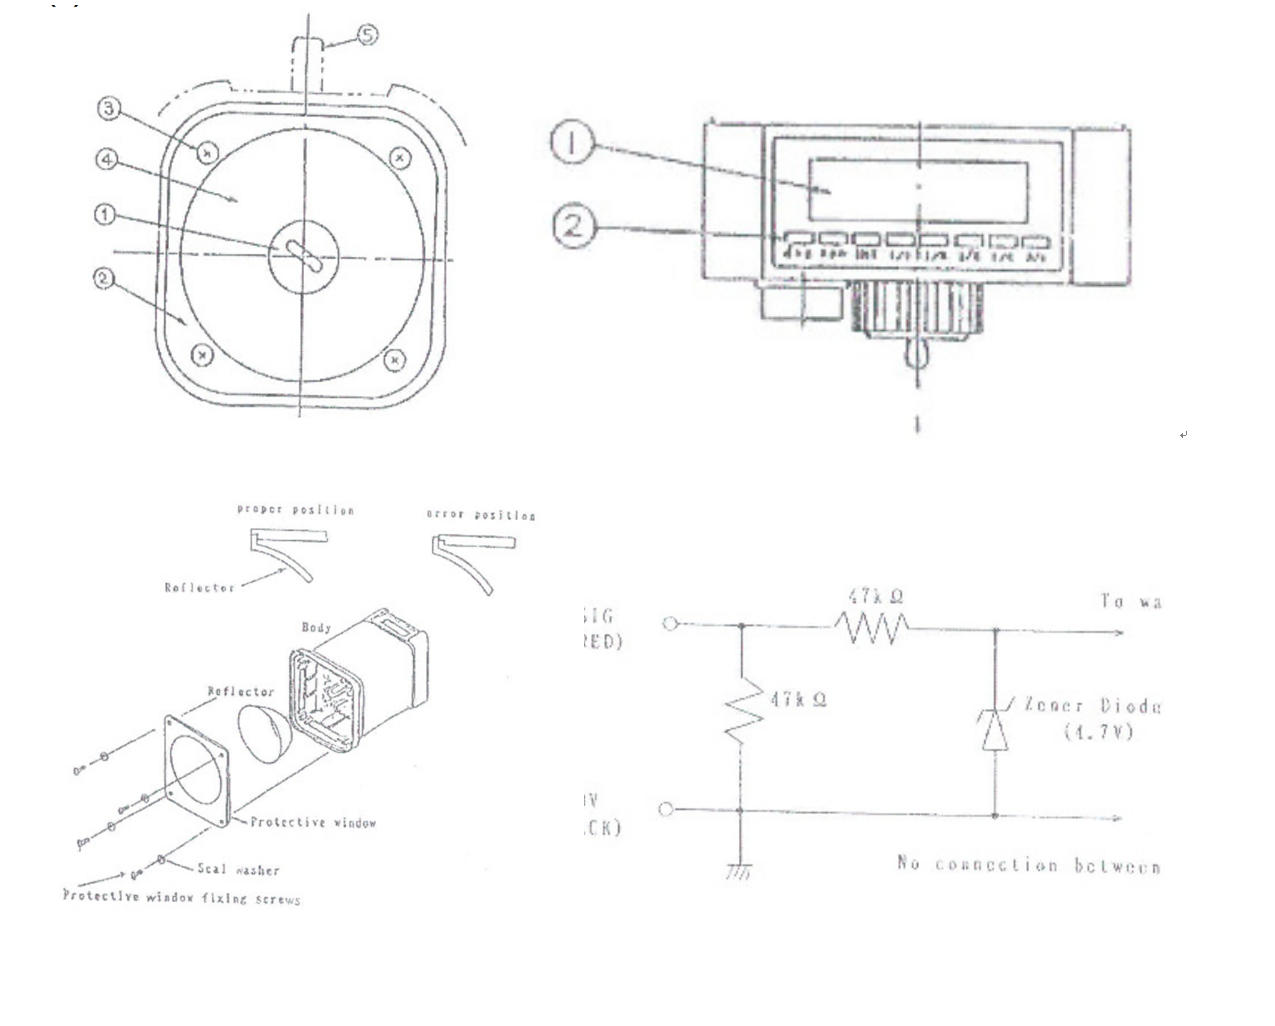 5
3
4
1
2
1
2
proper position
error position
Reflector
Body
Reflector
Protective window
Seal washer
Protective window fixing screws
47kΩ
To wa
SIG
RED)
47kΩ
Zener Diode
(4.7V)
CK)
No connection between